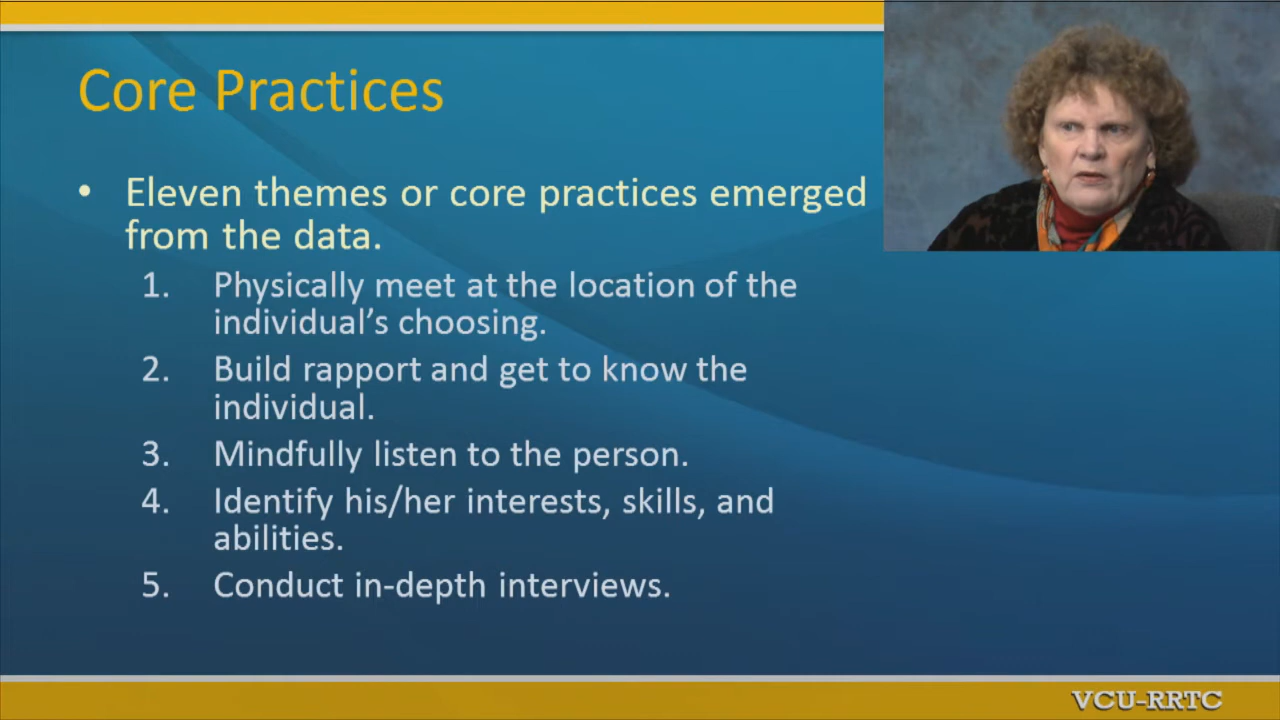 Core Practices
• Eleven themes or core practices emerged
from the data.
1. Physically meet at the location of the
individual's choosing.
2. Build rapport and get to know the
individual.
3. Mindfully listen to the person.
4. Identify his/her interests, skills, and
abilities.
5. Conduct in-depth interviews.
VCU-RRTC